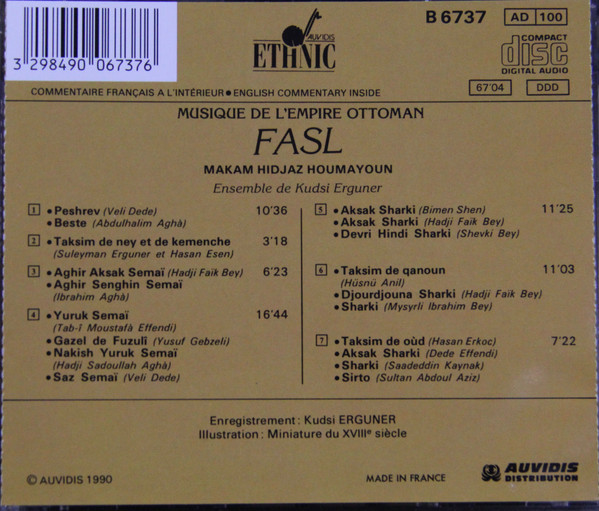 3 298490 067376
AUVIDIS
ETHNIC
B 6737
AD 100
COMPACT
disc
DIGITAL AUDIO
COMMENTAIRE FRANÇAIS A L'INTÉRIEUR ● ENGLISH COMMENTARY INSIDE
67'04 DDD
MUSIQUE DE L'EMPIRE OTTOMAN
FASL
MAKAM HIDJAZ HOUMAYOUN
Ensemble de Kudsi Erguner
1 ● Peshrev (Veli Dede) 10'36
● Beste (Abdulhalim Aghà)
2 ● Taksim de ney et de kemenche 3'18
(Suleyman Erguner et Hasan Esen)
3 ● Aghir Aksak Semaï (Hadji Faïk Bey) 6'23
● Aghir Senghin Semaï
(Ibrahim Aghà)
4 ● Yuruk Semaï 16'44
(Tab-î Moustafà Effendi)
● Gazel de Fuzulî (Yusuf Gebzeli)
● Nakish Yuruk Semaï
(Hadji Sadoullah Aghà)
● Saz Semaï (Veli Dede)
5 ● Aksak Sharki (Bimen Shen) 11'25
● Aksak Sharki (Hadji Faïk Bey)
● Devri Hindi Sharki (Shevki Bey)
6 ● Taksim de qanoun 11'03
(Hüsnü Anil)
● Djourdjouna Sharki (Hadji Faïk Bey)
● Sharki (Mysyrli Ibrahim Bey)
7 ● Taksim de oùd (Hasan Erkoc) 7'22
● Aksak Sharki (Dede Effendi)
● Sharki (Saadeddin Kaynak)
● Sirto (Sultan Abdoul Aziz)
Enregistrement : Kudsi ERGUNER
Illustration : Miniature du XVIIIe siècle
© AUVIDIS 1990
MADE IN FRANCE
AUVIDIS
DISTRIBUTION